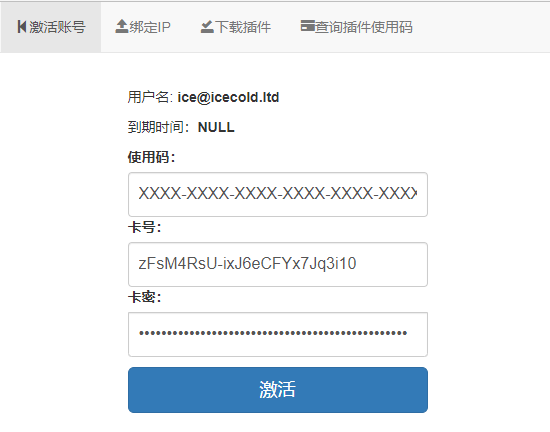 激活账号 绑定IP 下载插件 查询插件使用码
用户名: ice@icecold.ltd
到期时间：NULL
使用码：
XXXX-XXXX-XXXX-XXXX-XXXX-XXXX
卡号：
zFsM4RsU-ixJ6eCFYx7Jq3i10
卡密：
激活